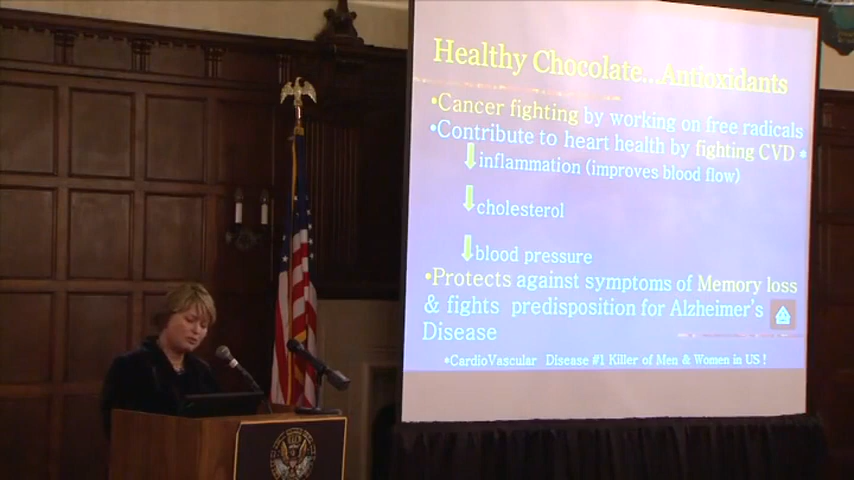 Healthy Chocolate...Antioxidants
•Cancer fighting by working on free radicals
•Contribute to heart health by fighting CVD *
inflammation (improves blood flow)
cholesterol
blood pressure
•Protects against symptoms of Memory loss
& fights predisposition for Alzheimer's
Disease
•CardioVascular Disease #1 Killer of Men & Women in US !